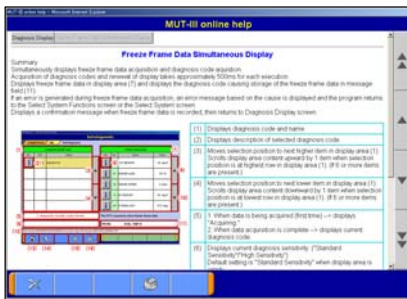 MUT-III online help - Microsoft Internet Explorer
MUT-III online help
Diagnosis Display
Freeze Frame Data Simultaneous Display
Summary
Simultaneously displays freeze frame data acquisition and diagnosis code aquistion.
Acquisition of diagnosis codes and renewal of display takes approximately 500ms for each execution.
Displays freeze frame data in display area (7) and displays the diagnosis code causing storage of the freeze frame data in message
field (11).
If an error is generated during freeze frame data acquisition, an error message based on the cause is displayed and the program returns
to the Select System Functions screen or the Select System screen.
Displays a confirmation message when freeze frame data is recorded, then returns to Diagnosis Display screen.
(1) Displays diagnosis code and name
(2) Displays description of selected diagnosis code.
(3) Moves selection position to next higher item in display area (1).
Scrolls display area content upward by 1 item when selection
position is at highest row in display area (1). (If 6 or more items
are present.)
(4) Moves selection position to next lower item in display area (1).
Scrolls display area content downward by 1 item when selection
position is at lowest row in display area (1). (If 6 or more items
are present.)
(5) 1. When data is being acquired (first time) --> displays
"Acquiring."
2. When data acquisition is complete --> displays current
diagnosis code.
(6) Displays current diagnosis sensitivity. ("Standard
Sensitivity"/"High Sensitivity")
Default setting is "Standard Sensitivity" when display area is